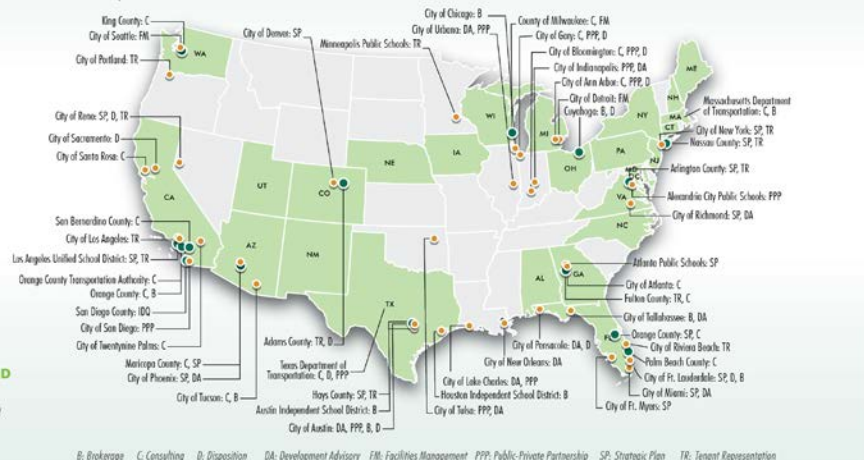 King County: C
City of Seattle: FM
City of Portland: TR
City of Reno: SP, D, TR
City of Sacramento: D
City of Santa Rosa: C
San Bernardino County: C
City of Los Angeles: TR
Los Angeles Unified School District: SP, TR
Orange County Transportation Authority: C
Orange County: C, B
San Diego County: IDQ
City of San Diego: PPP
City of Twentynine Palms: C
Maricopa County: C, SP
City of Phoenix: SP, DA
City of Tucson: C, B
City of Denver: SP
Minneapolis Public Schools: TR
City of Chicago: B
City of Urbana: DA, PPP
County of Milwaukee: C, FM
City of Gary: C, PPP, D
City of Bloomington: C, PPP, D
City of Indianapolis: PPP, DA
City of Ann Arbor: C, PPP, D
City of Detroit: FM
Cuyahoga: B, D
Massachusetts Department
of Transportation: C, B
City of New York: SP, TR
Nassau County: SP, TR
Arlington County: SP, TR
Alexandria City Public Schools: PPP
City of Richmond: SP, DA
Atlanta Public Schools: SP
City of Atlanta: C
Fulton County: TR, C
City of Tallahassee: B, DA
Orange County: SP, C
City of Riviera Beach: TR
Palm Beach County: C
City of Ft. Lauderdale: SP, D, B
City of Miami: SP, DA
City of Ft. Myers: SP
City of Pensacola: DA, D
City of New Orleans: DA
City of Lake Charles: DA, PPP
Houston Independent School District: B
City of Tulsa: PPP, DA
Adams County: TR, D
Texas Department of
Transportation: C, D, PPP
Hays County: SP, TR
Austin Independent School District: B
City of Austin: DA, PPP, B, D
WA
CA
UT
CO
AZ
NM
TX
NE
IA
WI
MI
OH
PA
NY
ME
NH
MA
CT
NJ
MD
DC
VA
NC
AL
GA
D
B: Brokerage C: Consulting D: Disposition DA: Development Advisory FM: Facilities Management PPP: Public-Private Partnership SP: Strategic Plan TR: Tenant Representation